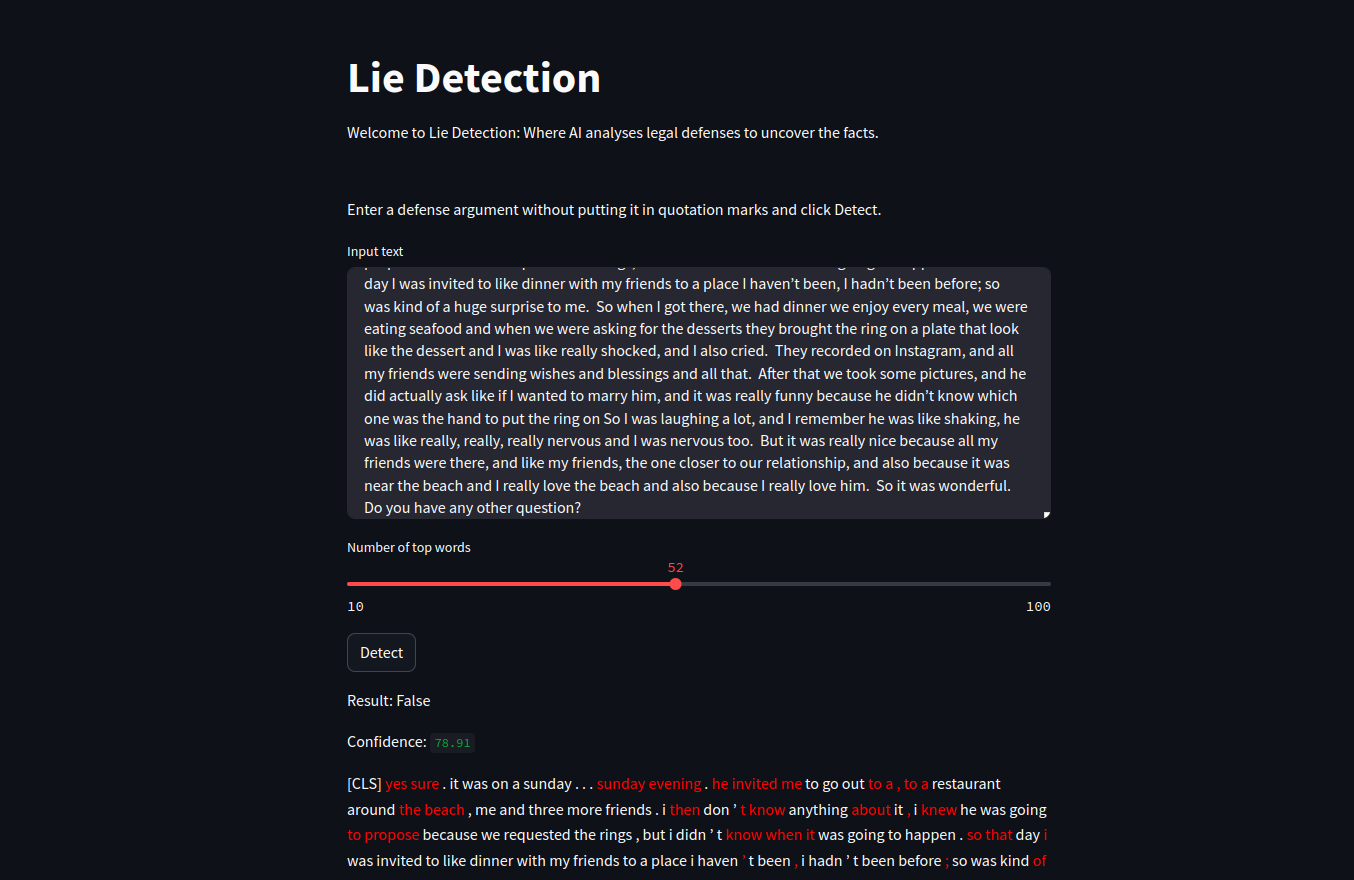 Lie Detection
Welcome to Lie Detection: Where AI analyses legal defenses to uncover the facts.
Enter a defense argument without putting it in quotation marks and click Detect.
Input text
day I was invited to like dinner with my friends to a place I haven’t been, I hadn’t been before; so
was kind of a huge surprise to me.  So when I got there, we had dinner we enjoy every meal, we were
eating seafood and when we were asking for the desserts they brought the ring on a plate that look
like the dessert and I was like really shocked, and I also cried.  They recorded on Instagram, and all
my friends were sending wishes and blessings and all that.  After that we took some pictures, and he
did actually ask like if I wanted to marry him, and it was really funny because he didn’t know which
one was the hand to put the ring on So I was laughing a lot, and I remember he was like shaking, he
was like really, really, really nervous and I was nervous too.  But it was really nice because all my
friends were there, and like my friends, the one closer to our relationship, and also because it was
near the beach and I really love the beach and also because I really love him.  So it was wonderful.
Do you have any other question?
Number of top words
52
10 100
Detect
Result: False
Confidence: 78.91
[CLS] yes sure . it was on a sunday . . . sunday evening . he invited me to go out to a , to a restaurant
around the beach , me and three more friends . i then don ’ t know anything about it , i knew he was going
to propose because we requested the rings , but i didn ’ t know when it was going to happen . so that day i
was invited to like dinner with my friends to a place i haven ’ t been , i hadn ’ t been before ; so was kind of